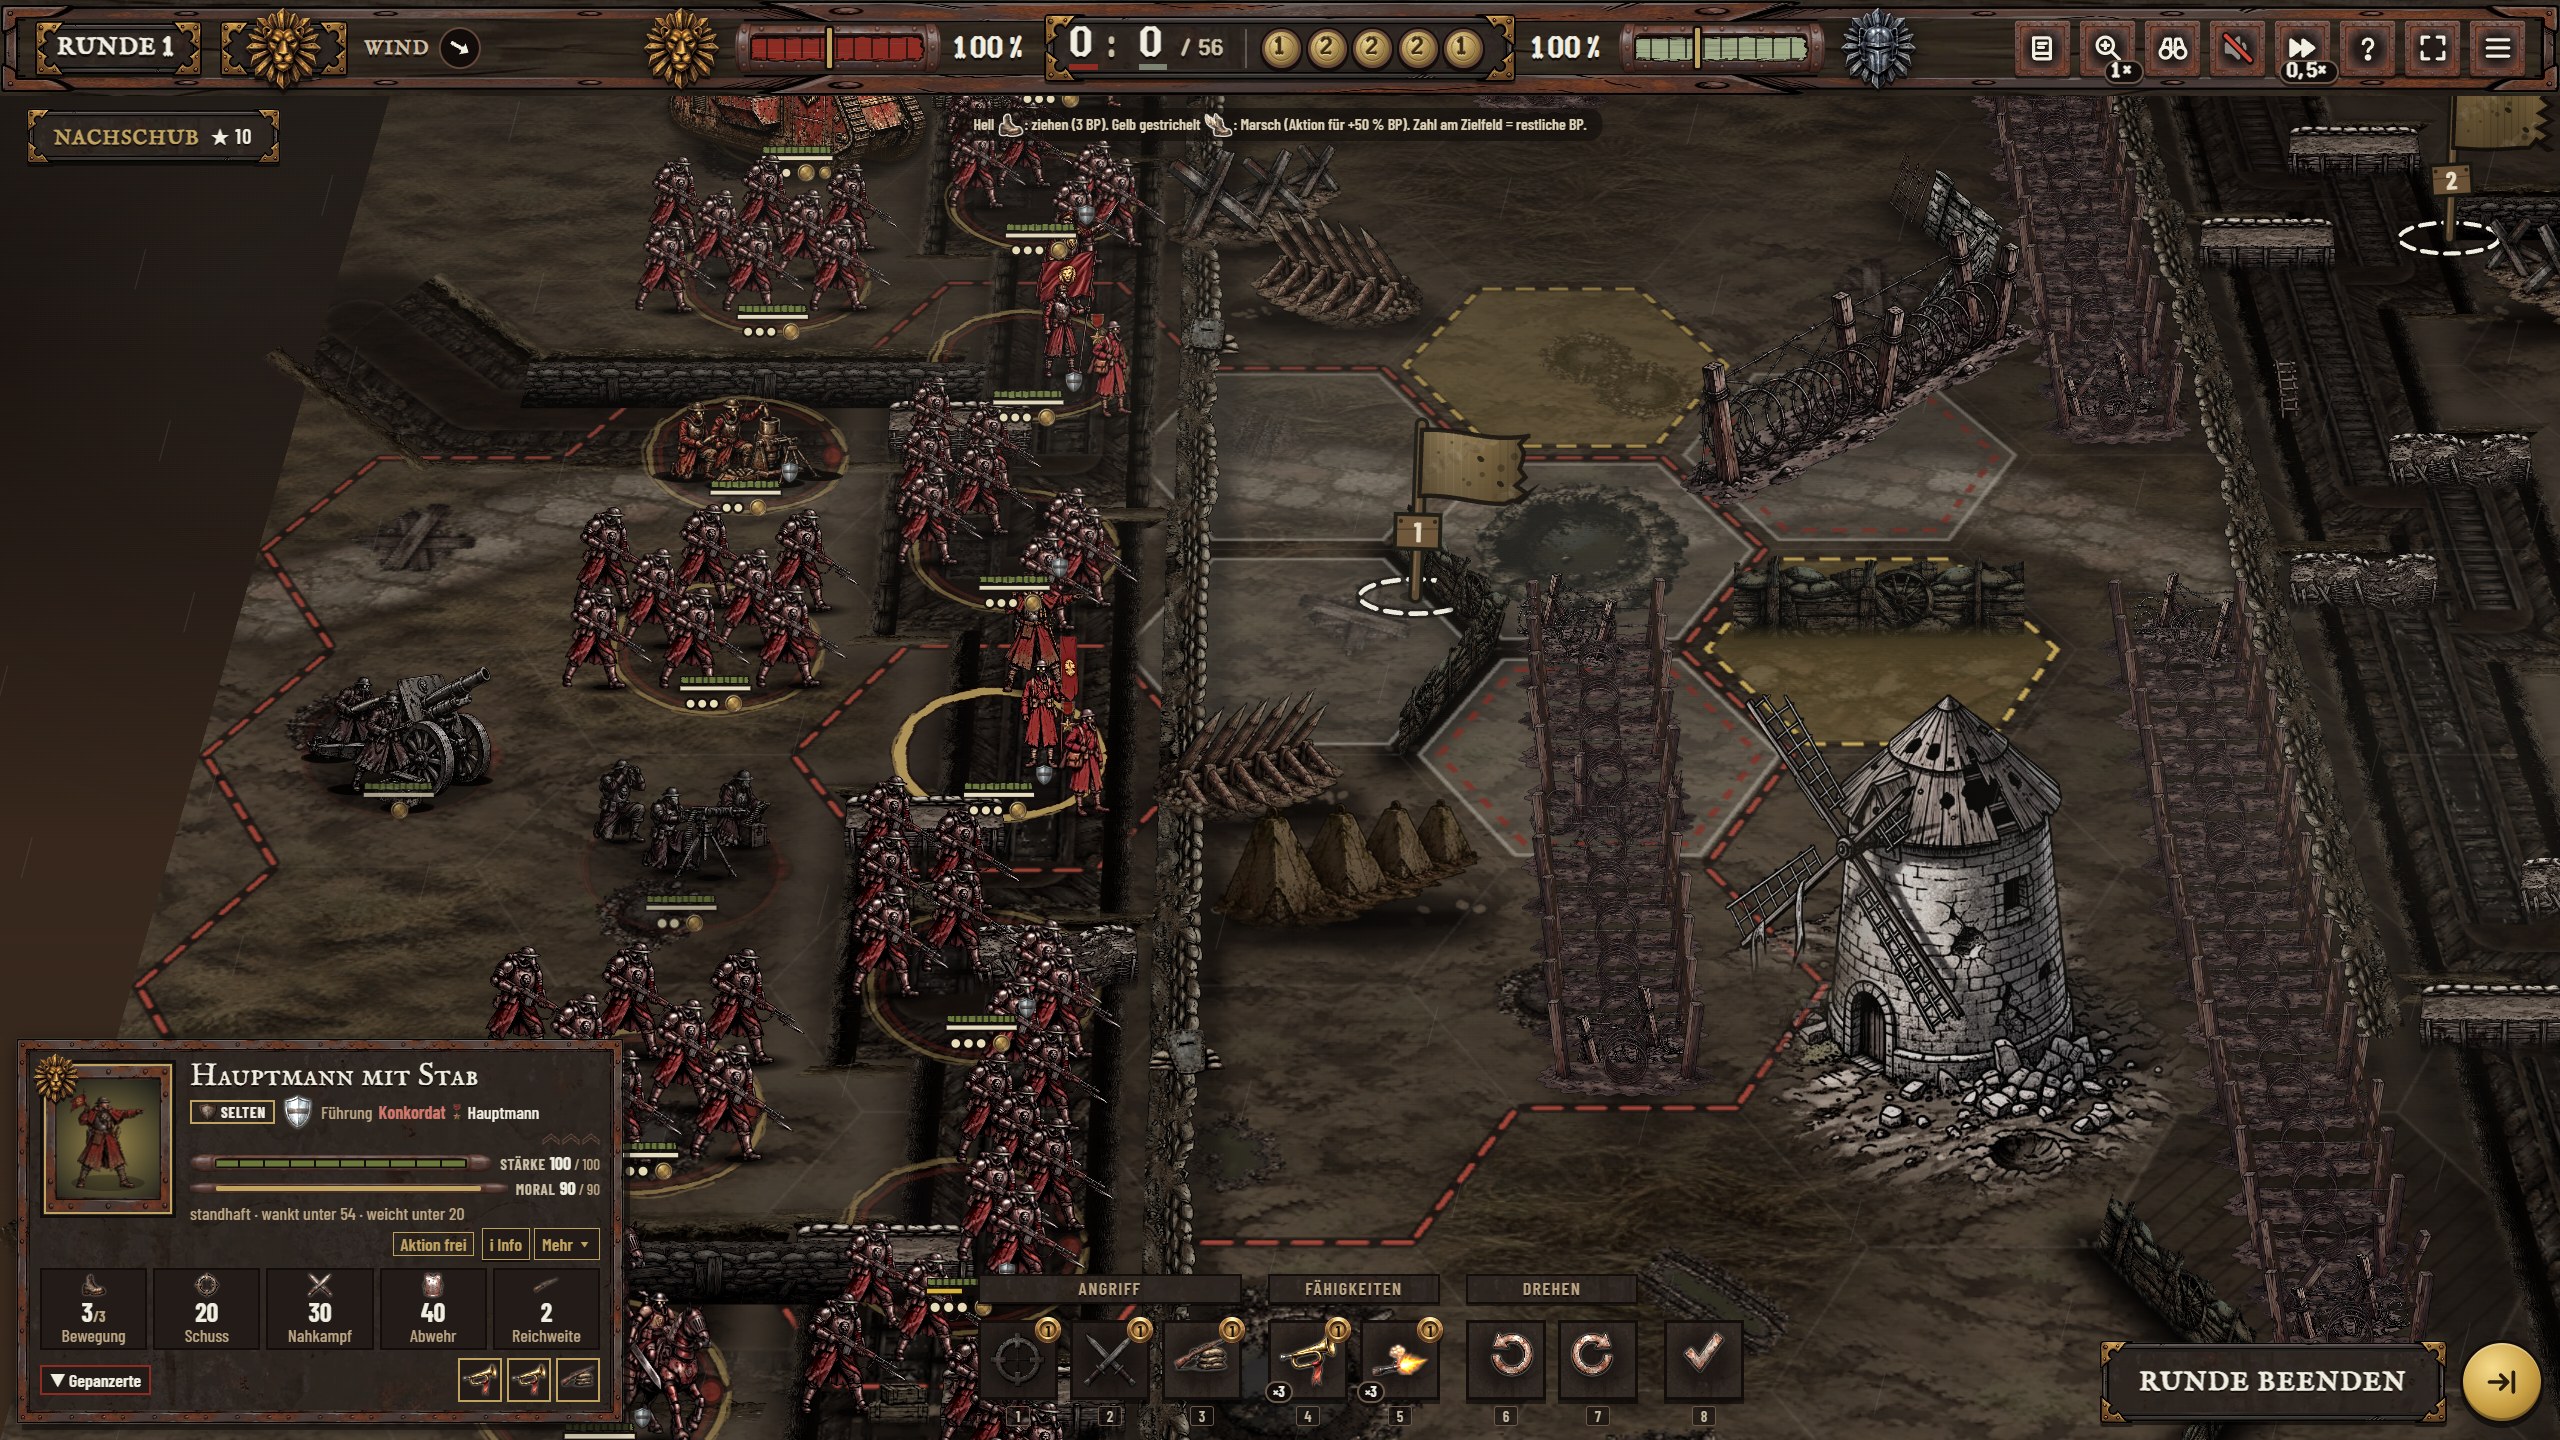 RUNDE 1
WIND
100 %
0 : 0 / 56
1 2 2 2 1
100 %
1×
0,5×
?
NACHSCHUB ★ 10
Hell : ziehen (3 BP). Gelb gestrichelt : Marsch (Aktion für +50 % BP). Zahl am Zielfeld = restliche BP.
2
1
HAUPTMANN MIT STAB
SELTEN Führung Konkordat Hauptmann
STÄRKE 100 / 100
MORAL 90 / 90
standhaft · wankt unter 54 · weicht unter 20
Aktion frei
i Info
Mehr ▼
3/3 20 30 40 2
Bewegung Schuss Nahkampf Abwehr Reichweite
▼ Gepanzerte
ANGRIFF FÄHIGKEITEN DREHEN
1 1 1 1 1
×3 ×3
1 2 3 4 5 6 7 8
RUNDE BEENDEN